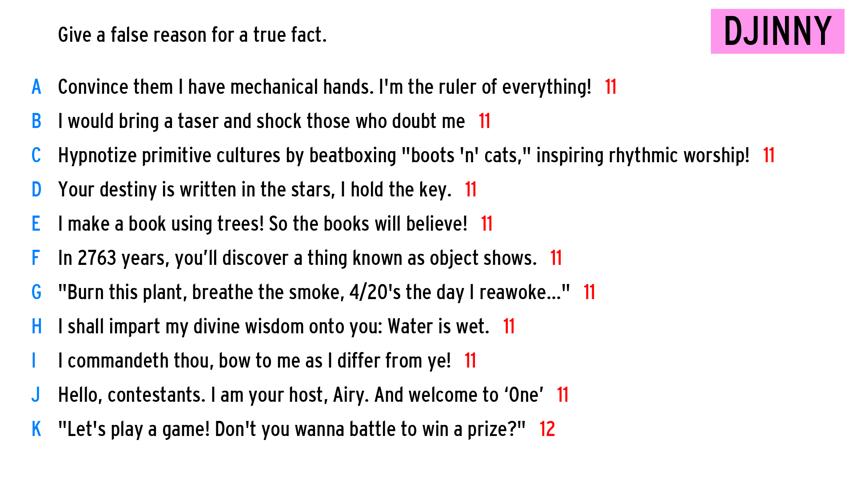 Give a false reason for a true fact.
DJINNY
A Convince them I have mechanical hands. I'm the ruler of everything! 11
B I would bring a taser and shock those who doubt me 11
C Hypnotize primitive cultures by beatboxing "boots 'n' cats," inspiring rhythmic worship! 11
D Your destiny is written in the stars, I hold the key. 11
E I make a book using trees! So the books will believe! 11
F In 2763 years, you’ll discover a thing known as object shows. 11
G "Burn this plant, breathe the smoke, 4/20's the day I reawoke..." 11
H I shall impart my divine wisdom onto you: Water is wet. 11
I I commandeth thou, bow to me as I differ from ye! 11
J Hello, contestants. I am your host, Airy. And welcome to ‘One’ 11
K "Let's play a game! Don't you wanna battle to win a prize?" 12